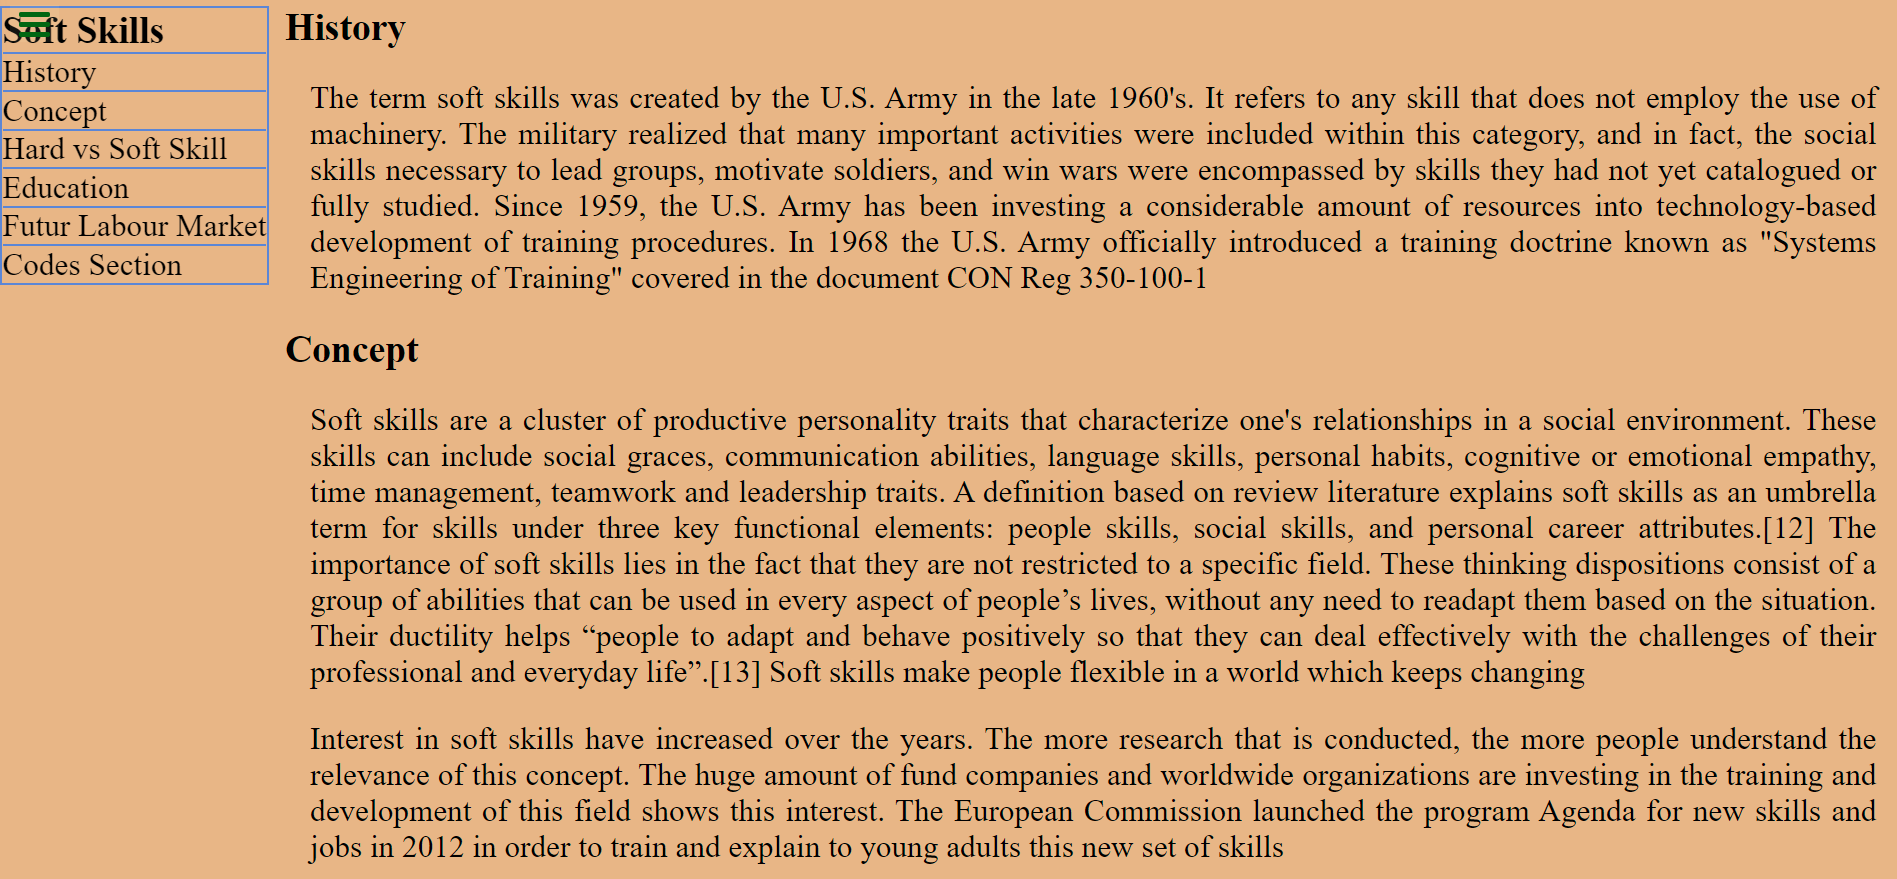 Soft Skills
History
Concept
Hard vs Soft Skill
Education
Futur Labour Market
Codes Section
History
The term soft skills was created by the U.S. Army in the late 1960's. It refers to any skill that does not employ the use of
machinery. The military realized that many important activities were included within this category, and in fact, the social
skills necessary to lead groups, motivate soldiers, and win wars were encompassed by skills they had not yet catalogued or
fully studied. Since 1959, the U.S. Army has been investing a considerable amount of resources into technology-based
development of training procedures. In 1968 the U.S. Army officially introduced a training doctrine known as "Systems
Engineering of Training" covered in the document CON Reg 350-100-1
Concept
Soft skills are a cluster of productive personality traits that characterize one's relationships in a social environment. These
skills can include social graces, communication abilities, language skills, personal habits, cognitive or emotional empathy,
time management, teamwork and leadership traits. A definition based on review literature explains soft skills as an umbrella
term for skills under three key functional elements: people skills, social skills, and personal career attributes.[12] The
importance of soft skills lies in the fact that they are not restricted to a specific field. These thinking dispositions consist of a
group of abilities that can be used in every aspect of people’s lives, without any need to readapt them based on the situation.
Their ductility helps “people to adapt and behave positively so that they can deal effectively with the challenges of their
professional and everyday life”.[13] Soft skills make people flexible in a world which keeps changing
Interest in soft skills have increased over the years. The more research that is conducted, the more people understand the
relevance of this concept. The huge amount of fund companies and worldwide organizations are investing in the training and
development of this field shows this interest. The European Commission launched the program Agenda for new skills and
jobs in 2012 in order to train and explain to young adults this new set of skills